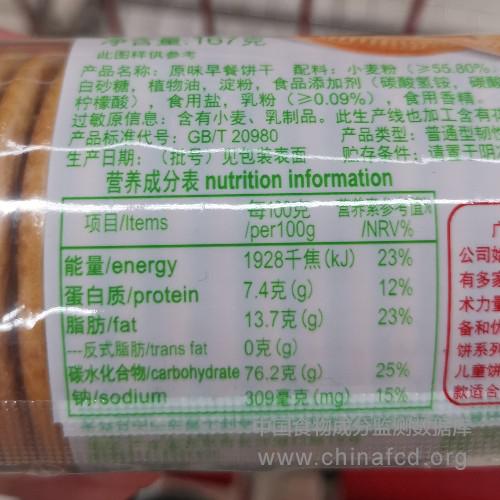 净含量:167克
此图样供参考
产品名称: 原味早餐饼干 配料: 小麦粉(≥55.80%
白砂糖, 植物油, 淀粉, 食品添加剂(碳酸氢铵, 碳酸
柠檬酸), 食用盐, 乳粉(≥0.09%), 食用香精。
过敏原信息: 含有小麦、乳制品。此生产线也加工含有
产品标准代号: GB/T 20980 产品类型: 普通型韧
生产日期: (批号)见包装表面 贮存条件: 请置于阴
营养成分表 nutrition information
项目/Items 每100克/per100g 营养素参考值%/NRV%
能量/energy 1928千焦(kJ) 23%
蛋白质/protein 7.4克(g) 12%
脂肪/fat 13.7克(g) 23%
---反式脂肪/trans fat 0克(g)
碳水化合物/carbohydrate 76.2克(g) 25%
钠/sodium 309毫克(mg) 15%
公司始
有多家
术力量
备和优
饼系列
儿童饼
款适合
中国食物成分监测数据库
www.chinafcd.org